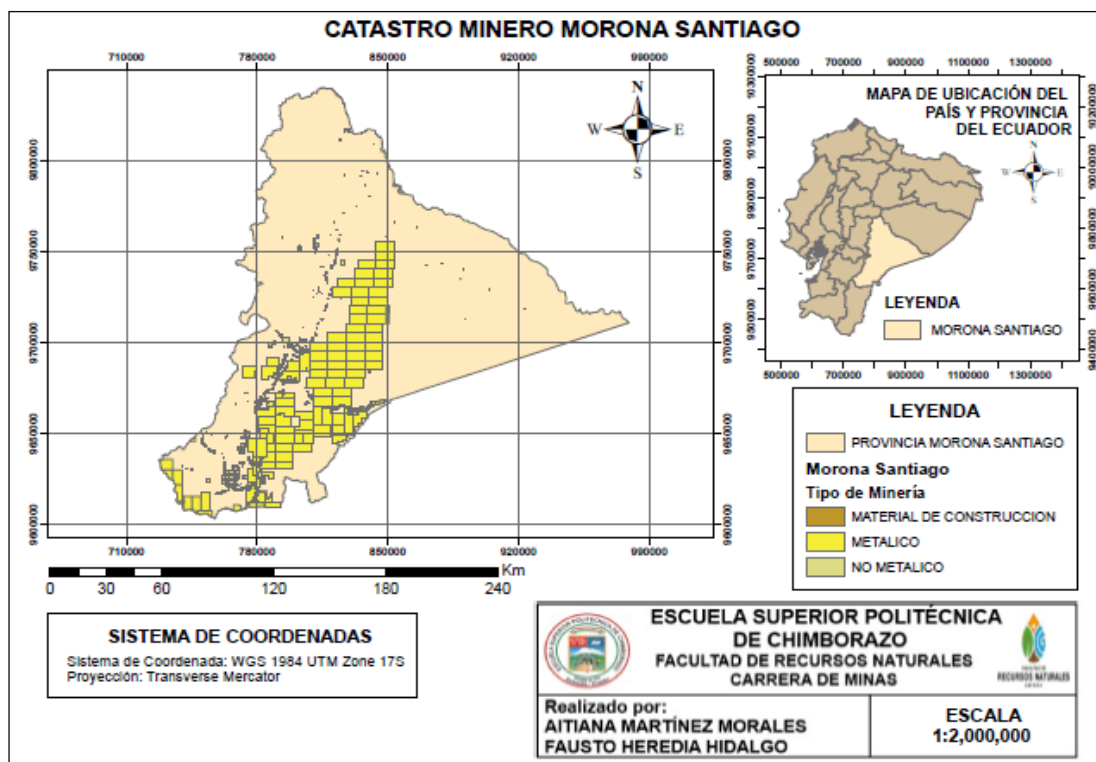 CATASTRO MINERO MORONA SANTIAGO
710000 780000 850000 920000 990000
9800000 9750000 9700000 9650000 9600000
9800000 9750000 9700000 9650000 9600000
710000 780000 850000 920000 990000
N
W E
S
500000 700000 900000 1100000 1300000
MAPA DE UBICACIÓN DEL
PAÍS Y PROVINCIA
DEL ECUADOR
N
W E
S
LEYENDA
MORONA SANTIAGO
500000 700000 900000 1100000 1300000
0 30 60 120 180 240
Km
LEYENDA
PROVINCIA MORONA SANTIAGO
Morona Santiago
Tipo de Minería
MATERIAL DE CONSTRUCCION
METALICO
NO METALICO
SISTEMA DE COORDENADAS
Sistema de Coordenada: WGS 1984 UTM Zone 17S
Proyección: Transverse Mercator
ESCUELA SUPERIOR POLITÉCNICA
DE CHIMBORAZO
FACULTAD DE RECURSOS NATURALES
CARRERA DE MINAS
RECURSOS NATURALES
Realizado por:
AITIANA MARTÍNEZ MORALES
FAUSTO HEREDIA HIDALGO
ESCALA
1:2,000,000